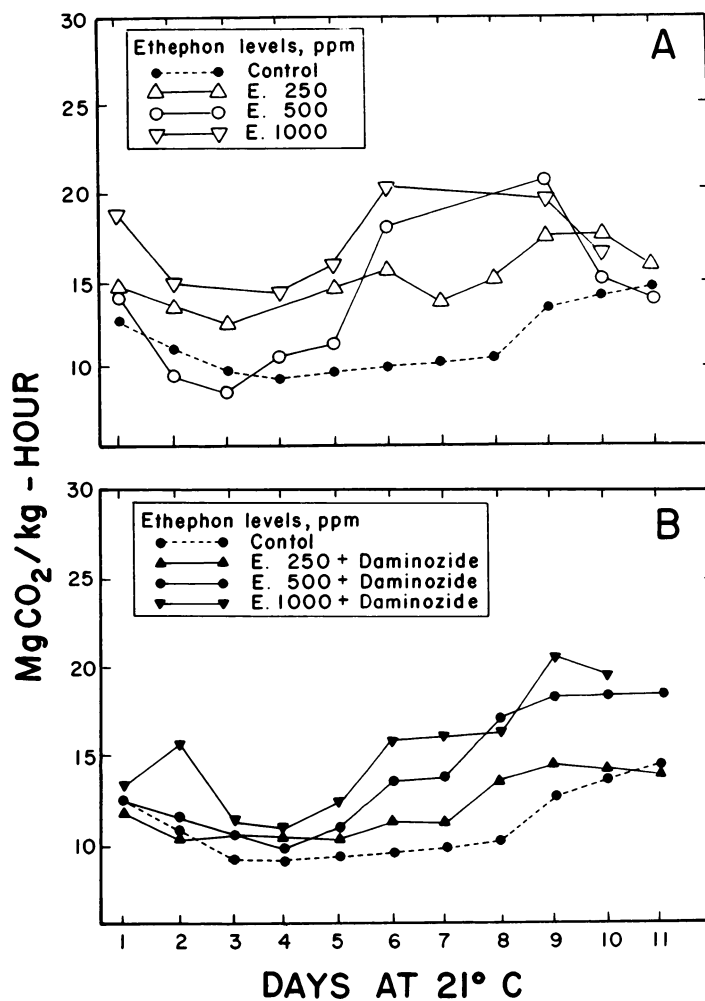 30
25
20
15
10
A
Ethephon levels, ppm
Control
E. 250
E. 500
E. 1000
MgCO₂/kg - HOUR
30
25
20
15
10
B
Ethephon levels, ppm
Contol
E. 250 + Daminozide
E. 500 + Daminozide
E. 1000 + Daminozide
1 2 3 4 5 6 7 8 9 10 11
DAYS AT 21° C